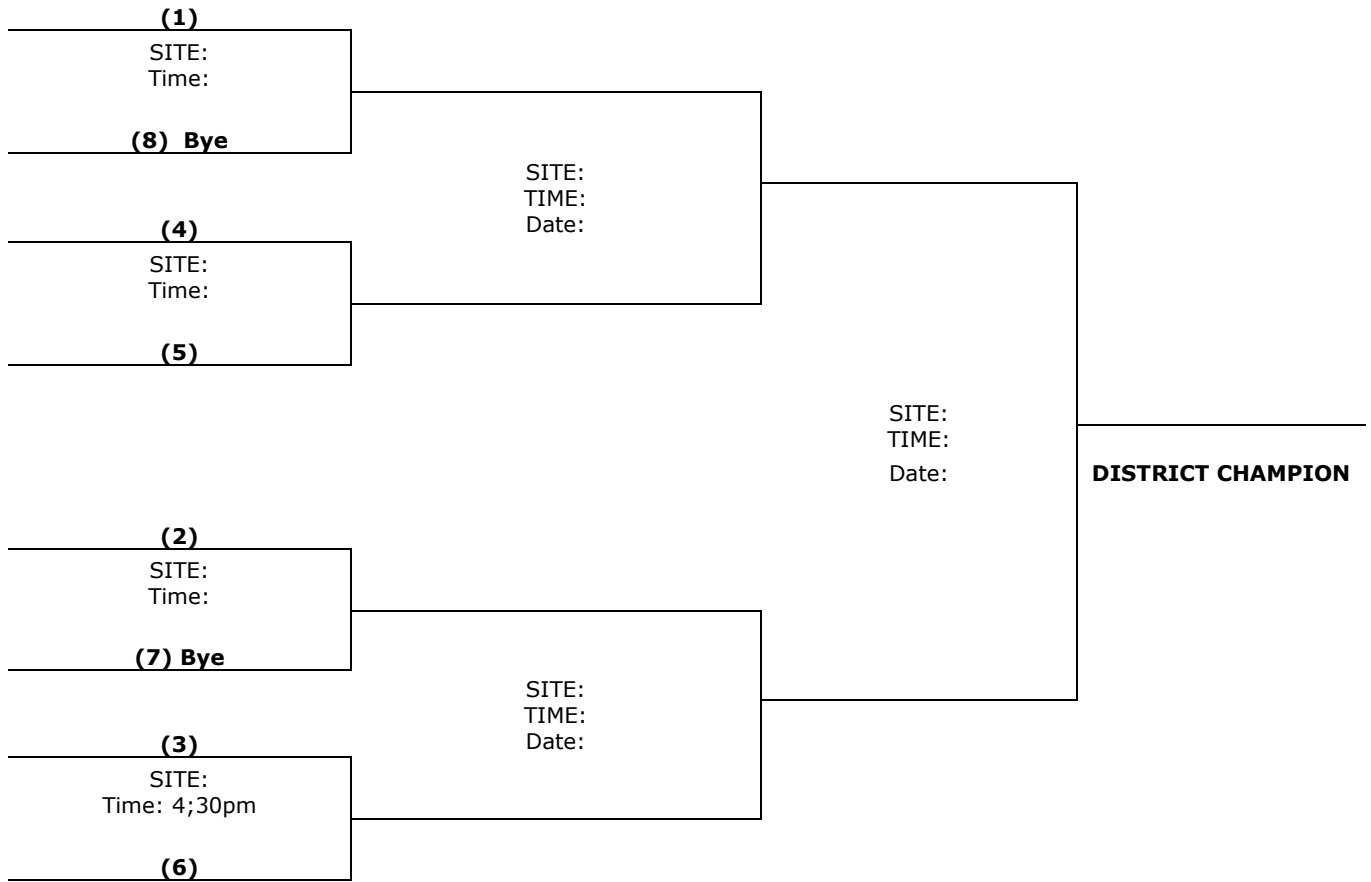 (1)
SITE:
Time:
(8) Bye
(4)
SITE:
Time:
(5)
SITE:
TIME:
Date:
SITE:
TIME:
Date:
DISTRICT CHAMPION
(2)
SITE:
Time:
(7) Bye
(3)
SITE:
Time: 4;30pm
(6)
SITE:
TIME:
Date: